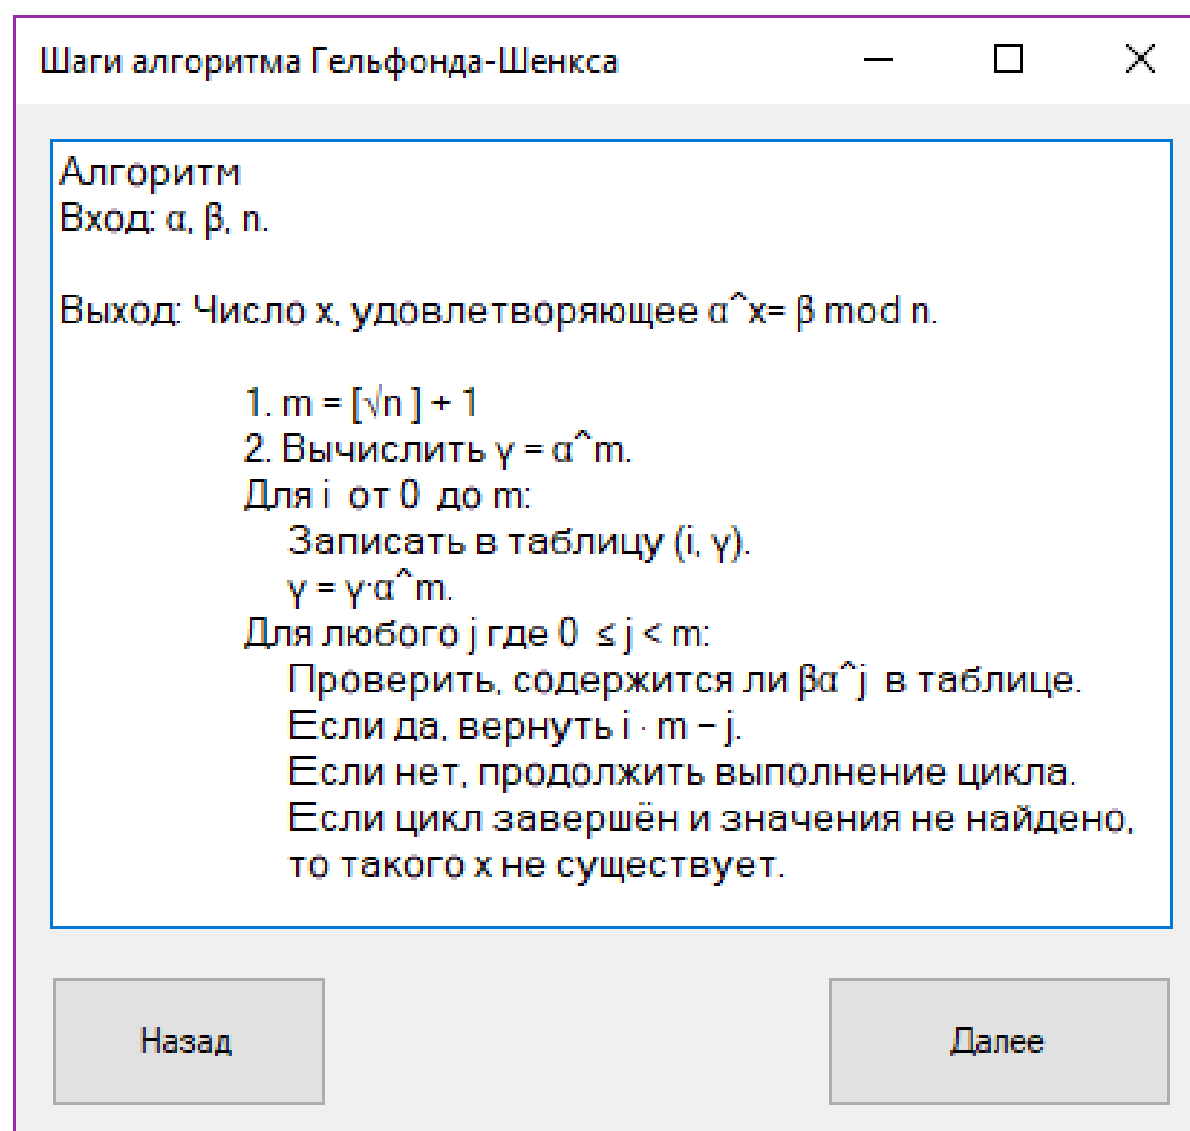 Шаги алгоритма Гельфонда-Шенкса
Алгоритм
Вход: α, β, n.
Выход: Число x, удовлетворяющее α^x= β mod n.
1. m = [√n ] + 1
2. Вычислить γ = α^m.
Для i  от 0  до m:
Записать в таблицу (i, γ).
γ = γ·α^m.
Для любого j где 0  ≤ j < m:
Проверить, содержится ли βα^j  в таблице.
Если да, вернуть i · m − j.
Если нет, продолжить выполнение цикла.
Если цикл завершён и значения не найдено,
то такого x не существует.
Назад
Далее